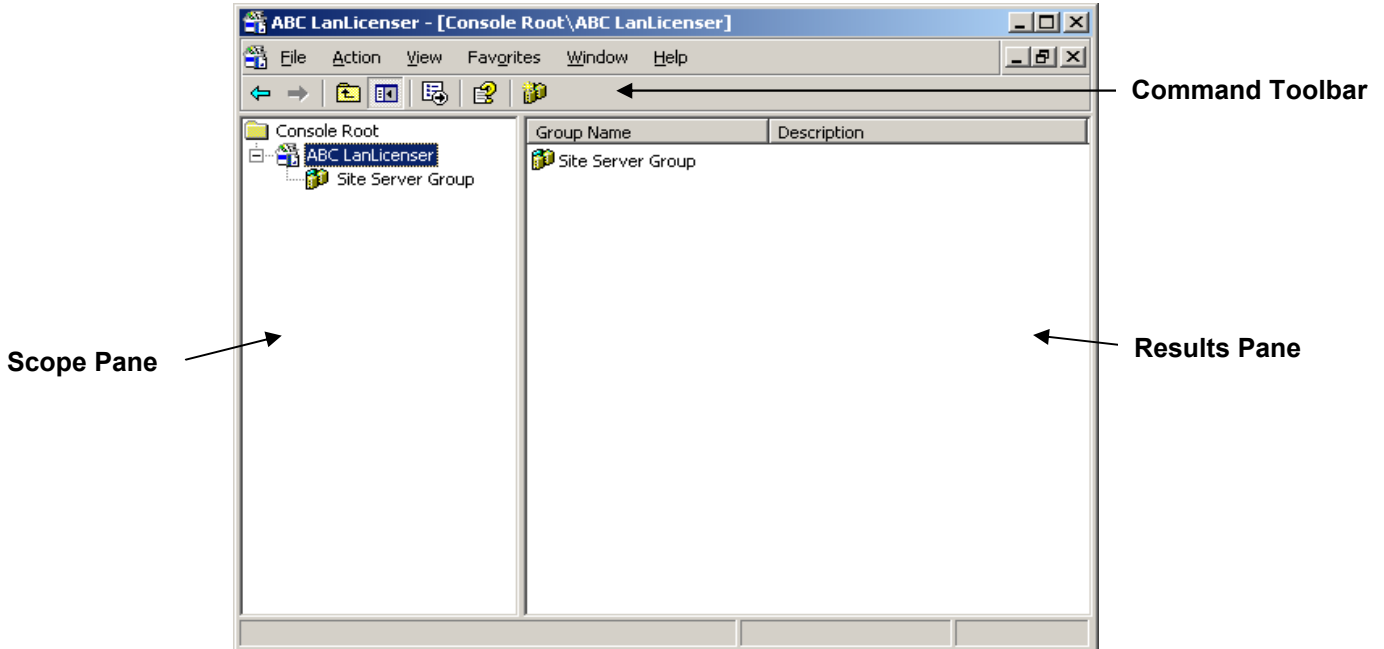 ABC LanLicenser - [Console Root\ABC LanLicenser]
File Action View Favorites Window Help
Command Toolbar
Console Root
ABC LanLicenser
Site Server Group
Group Name Description
Site Server Group
Scope Pane
Results Pane